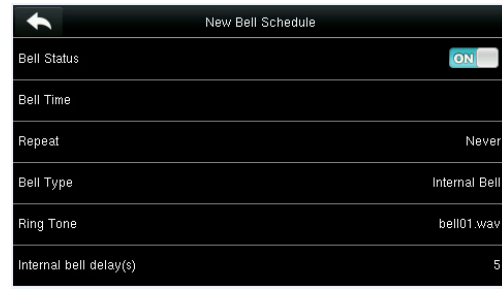 New Bell Schedule
Bell Status ON
Bell Time
Repeat Never
Bell Type Internal Bell
Ring Tone bell01.wav
Internal bell delay(s) 5